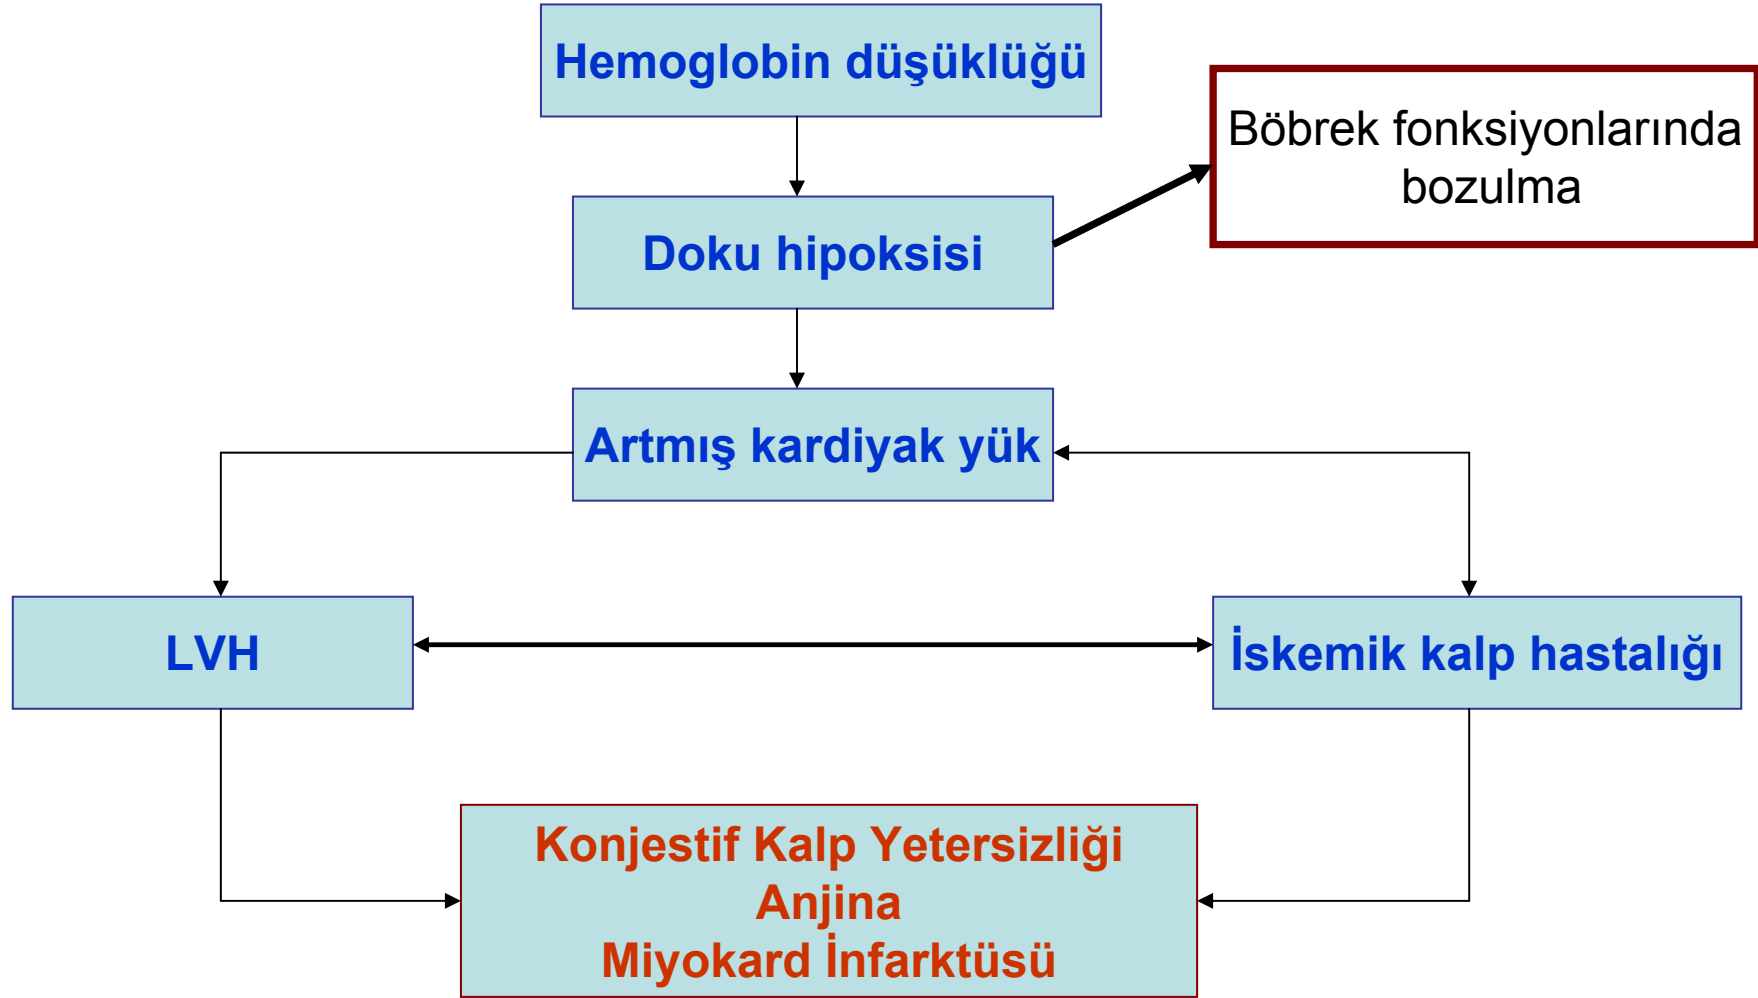 Hemoglobin düşüklüğü
Böbrek fonksiyonlarında
bozulma
Doku hipoksisi
Artmış kardiyak yük
LVH
İskemik kalp hastalığı
Konjestif Kalp Yetersizliği
Anjina
Miyokard İnfarktüsü